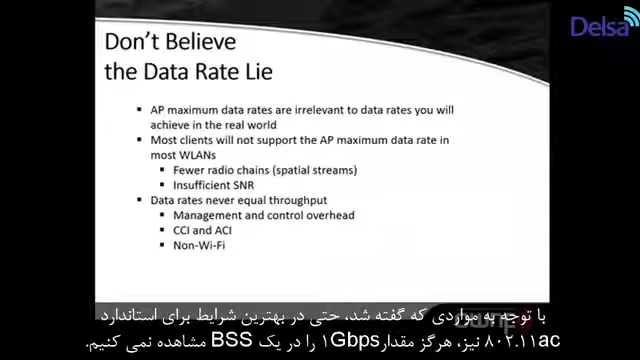 Delsa
Don't Believe
the Data Rate Lie
▪ AP maximum data rates are irrelevant to data rates you will
achieve in the real world
▪ Most clients will not support the AP maximum data rate in
most WLANs
▪ Fewer radio chains (spatial streams)
▪ Insufficient SNR
▪ Data rates never equal throughput
▪ Management and control overhead
▪ CCI and ACI
▪ Non-Wi-Fi
با توجه به مواردی که گفته شد، حتی در بهترین شرایط برای استاندارد
۸۰۲.۱۱ac نیز، هرگز مقدار ۱Gbps را در یک BSS مشاهده نمی کنیم.